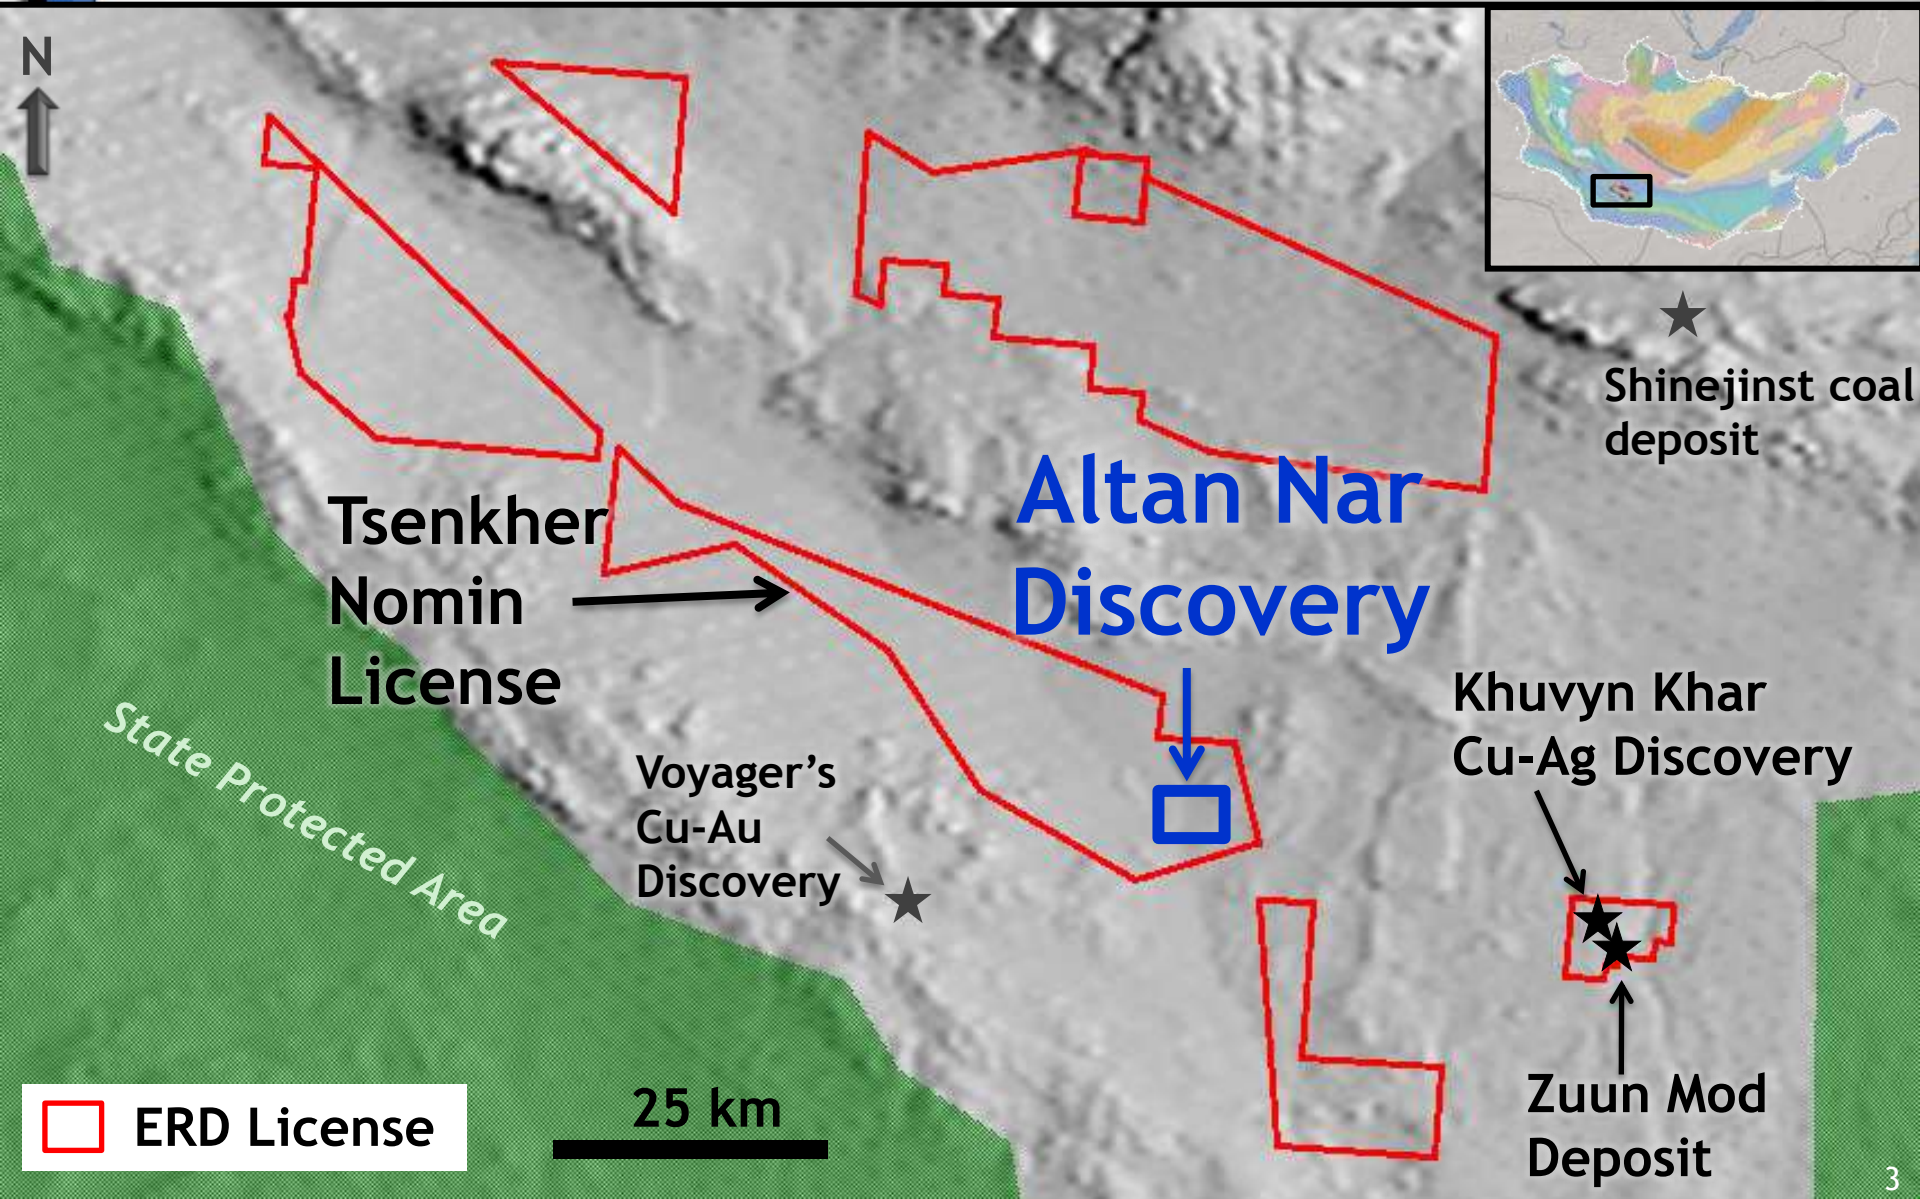 N
Shinejinst coal
deposit
Altan Nar
Discovery
Tsenkher
Nomin
License
Khuvyn Khar
Cu-Ag Discovery
State Protected Area
Voyager’s
Cu-Au
Discovery
Zuun Mod
Deposit
25 km
ERD License
3